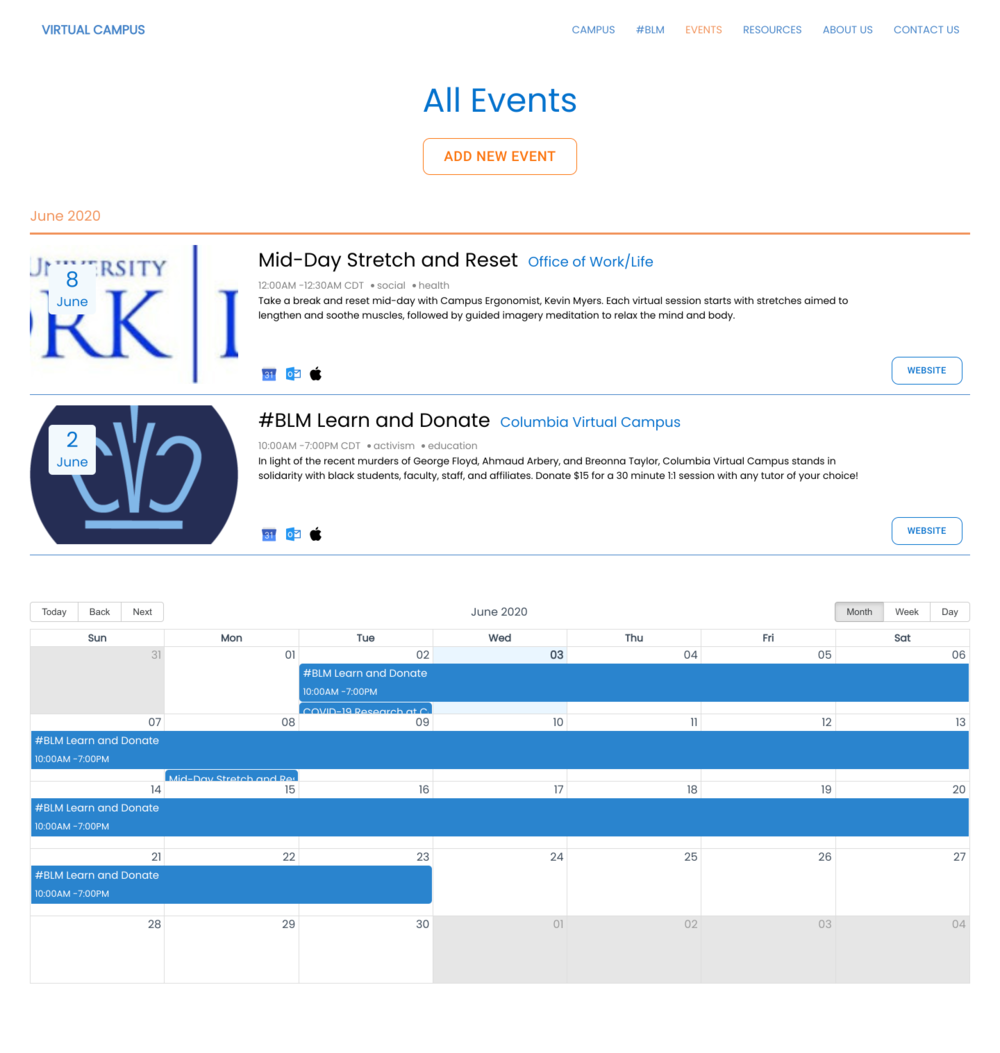 VIRTUAL CAMPUS CAMPUS #BLM EVENTS RESOURCES ABOUT US CONTACT US
All Events
ADD NEW EVENT
June 2020
8
June
Mid-Day Stretch and Reset Office of Work/Life
12:00AM -12:30AM CDT • social • health
Take a break and reset mid-day with Campus Ergonomist, Kevin Myers. Each virtual session starts with stretches aimed to
lengthen and soothe muscles, followed by guided imagery meditation to relax the mind and body.
31
WEBSITE
2
June
#BLM Learn and Donate Columbia Virtual Campus
10:00AM -7:00PM CDT • activism • education
In light of the recent murders of George Floyd, Ahmaud Arbery, and Breonna Taylor, Columbia Virtual Campus stands in
solidarity with black students, faculty, staff, and affiliates. Donate $15 for a 30 minute 1:1 session with any tutor of your choice!
31
WEBSITE
Today Back Next June 2020 Month Week Day
Sun Mon Tue Wed Thu Fri Sat
31 01 02 03 04 05 06
#BLM Learn and Donate
10:00AM -7:00PM
COVID-19 Research at C
07 08 09 10 11 12 13
#BLM Learn and Donate
10:00AM -7:00PM
Mid-Day Stretch and Re
14 15 16 17 18 19 20
#BLM Learn and Donate
10:00AM -7:00PM
21 22 23 24 25 26 27
#BLM Learn and Donate
10:00AM -7:00PM
28 29 30 01 02 03 04